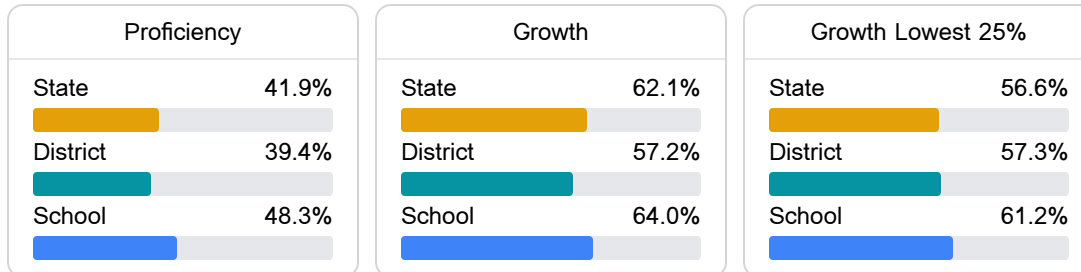 Proficiency
State 41.9%
District 39.4%
School 48.3%
Growth
State 62.1%
District 57.2%
School 64.0%
Growth Lowest 25%
State 56.6%
District 57.3%
School 61.2%